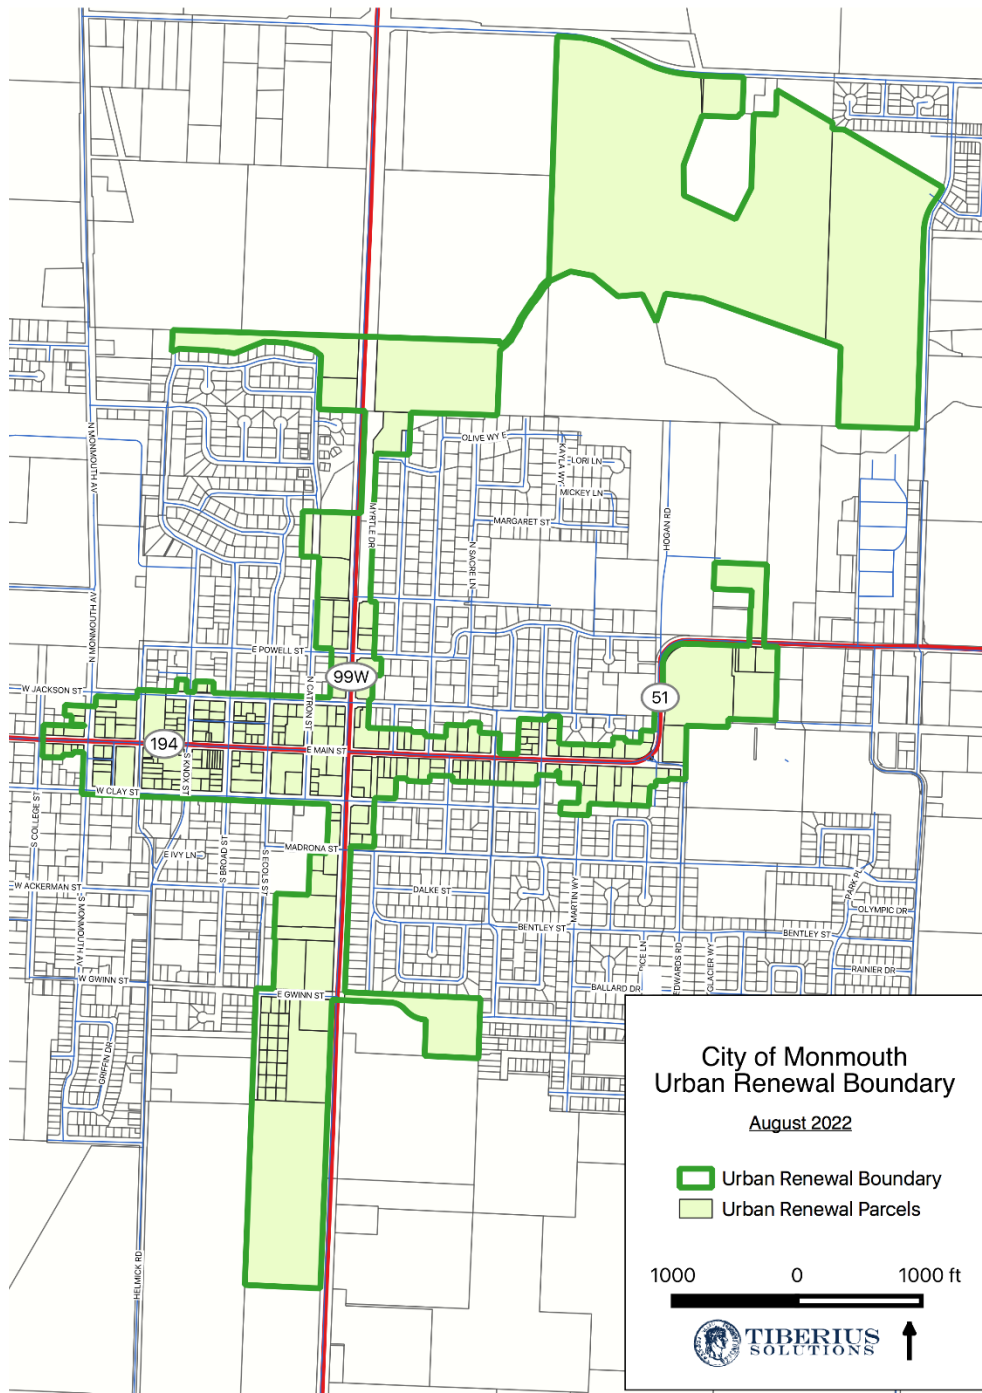 OLIVE WY E
KAYLA WY
LORI LN
MICKEY LN
MARGARET ST
N MONMOUTH AV
MYRTLE DR
N SACRE LN
HOGAN RD
N MONMOUTH AV
E POWELL ST
99W
W JACKSON ST
N CATRON ST
51
194
E MAIN ST
S KNOX ST
W CLAY ST
S COLLEGE ST
S BROAD ST
S ECOLS ST
MADRONA ST
E IVY LN
W ACKERMAN ST
DALKE ST
MARTIN WY
PARK PL
OLYMPIC DR
S MONMOUTH AV
BENTLEY ST
BENTLEY ST
EDWARDS RD
GLACIER WY
RAINIER DR
W GWINN ST
BALLARD DR
E GWINN ST
GRIFFIN DR
HELMICK RD
City of Monmouth
Urban Renewal Boundary
August 2022
Urban Renewal Boundary
Urban Renewal Parcels
1000 0 1000 ft
TIBERIUS
SOLUTIONS